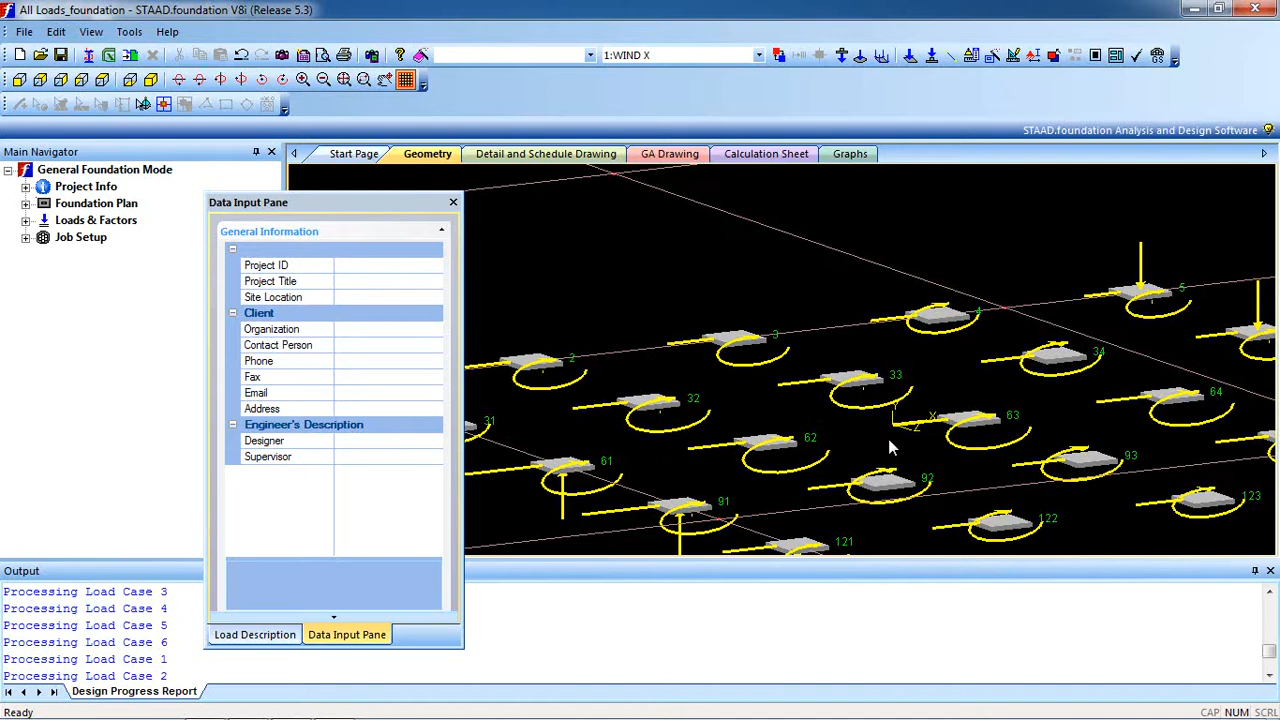 All Loads_foundation - STAAD.foundation V8i (Release 5.3)
File Edit View Tools Help
1:WIND X
STAAD.foundation Analysis and Design Software
Main Navigator
Start Page Geometry Detail and Schedule Drawing GA Drawing Calculation Sheet Graphs
General Foundation Mode
Project Info
Foundation Plan
Loads & Factors
Job Setup
Data Input Pane
General Information
Project ID
Project Title
Site Location
Client
Organization
Contact Person
Phone
Fax
Email
Address
Engineer's Description
Designer
Supervisor
Load Description Data Input Pane
5
4
3
34
2
33
64
32
X
63
Y
Z
31
62
93
61
92
123
91
122
121
Output
Processing Load Case 3
Processing Load Case 4
Processing Load Case 5
Processing Load Case 6
Processing Load Case 1
Processing Load Case 2
Design Progress Report
Ready CAP NUM SCRL